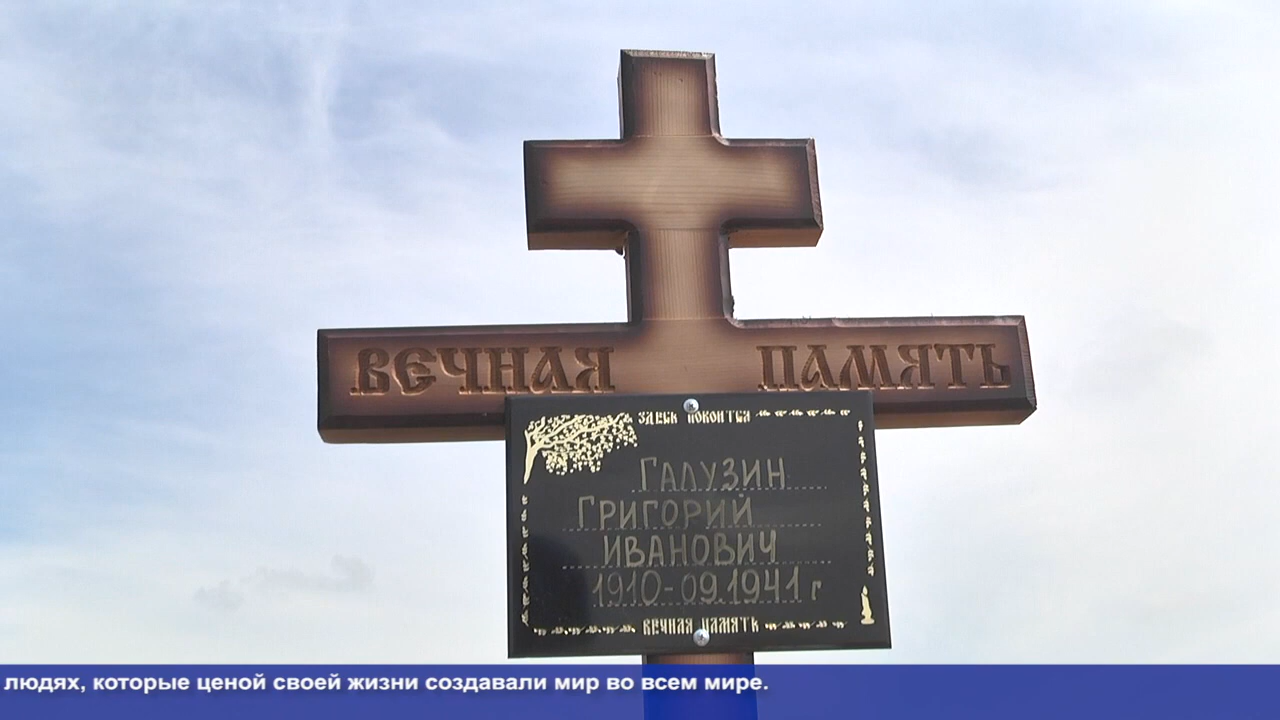 ВЕЧНАЯ ПАМЯТЬ
ЗДЕСЬ ПОКОИТСЯ
ГАЛУЗИН
ГРИГОРИЙ
ИВАНОВИЧ
1910-09.1941 г
ВЕЧНАЯ ПАМЯТЬ
людях, которые ценой своей жизни создавали мир во всем мире.